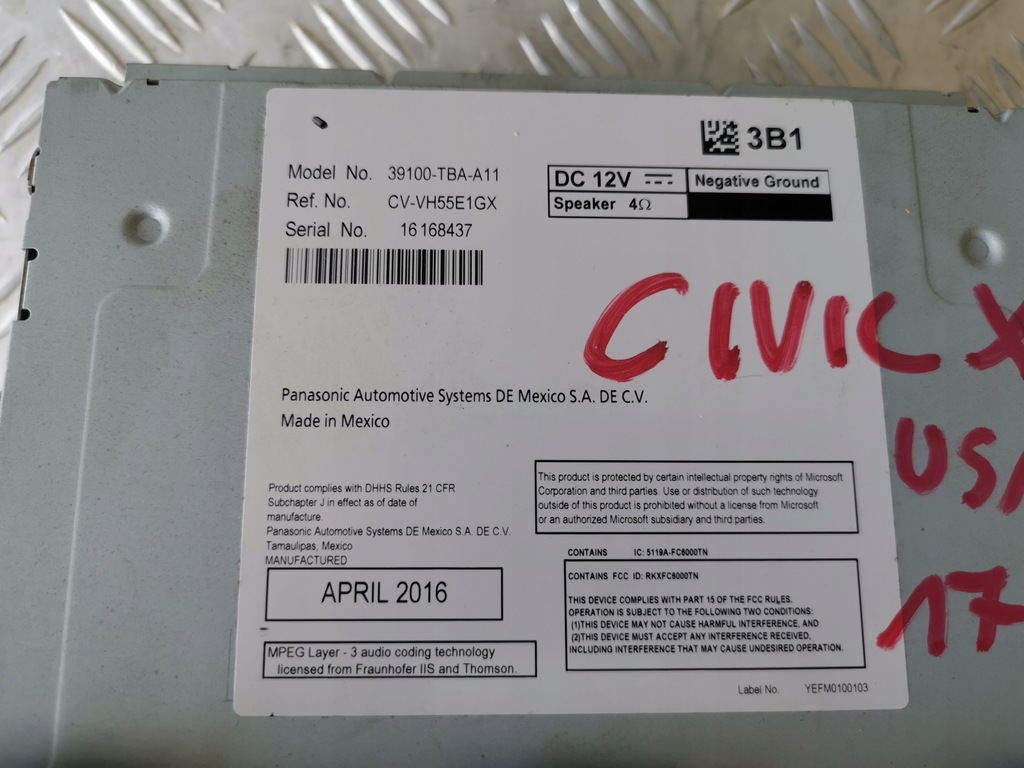 3B1
Model No. 39100-TBA-A11
Ref. No. CV-VH55E1GX
Serial No. 16168437
DC 12V
Negative Ground
Speaker 4Ω
CIVIC X
USA
17
Panasonic Automotive Systems DE Mexico S.A. DE C.V.
Made in Mexico
Product complies with DHHS Rules 21 CFR
Subchapter J in effect as of date of
manufacture.
Panasonic Automotive Systems DE Mexico S.A. DE C.V.
Tamaulipas, Mexico
MANUFACTURED
APRIL 2016
MPEG Layer - 3 audio coding technology
licensed from Fraunhofer IIS and Thomson.
This product is protected by certain intellectual property rights of Microsoft
Corporation and third parties. Use or distribution of such technology
outside of this product is prohibited without a license from Microsoft
or an authorized Microsoft subsidiary and third parties.
CONTAINS IC: 5119A-FC6000TN
CONTAINS FCC ID: RKXFC6000TN
THIS DEVICE COMPLIES WITH PART 15 OF THE FCC RULES.
OPERATION IS SUBJECT TO THE FOLLOWING TWO CONDITIONS:
(1)THIS DEVICE MAY NOT CAUSE HARMFUL INTERFERENCE, AND
(2)THIS DEVICE MUST ACCEPT ANY INTERFERENCE RECEIVED,
INCLUDING INTERFERENCE THAT MAY CAUSE UNDESIRED OPERATION.
Label No. YEFM0100103